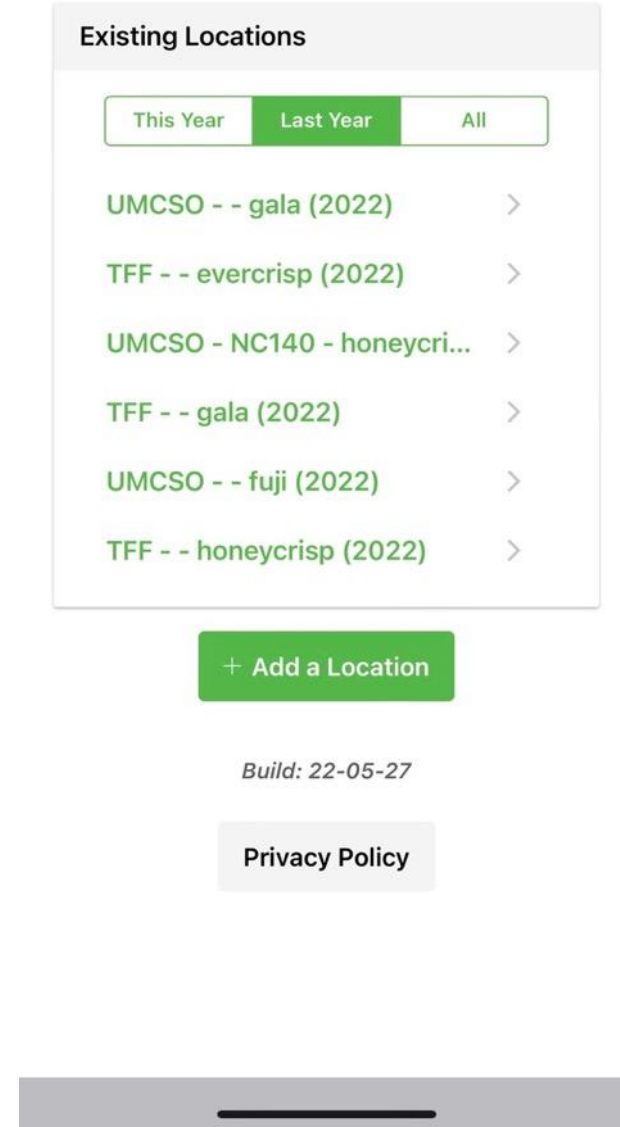 Existing Locations
This Year Last Year All
UMCSO - - gala (2022)
TFF - - evercrisp (2022)
UMCSO - NC140 - honeycri...
TFF - - gala (2022)
UMCSO - - fuji (2022)
TFF - - honeycrisp (2022)
+ Add a Location
Build: 22-05-27
Privacy Policy